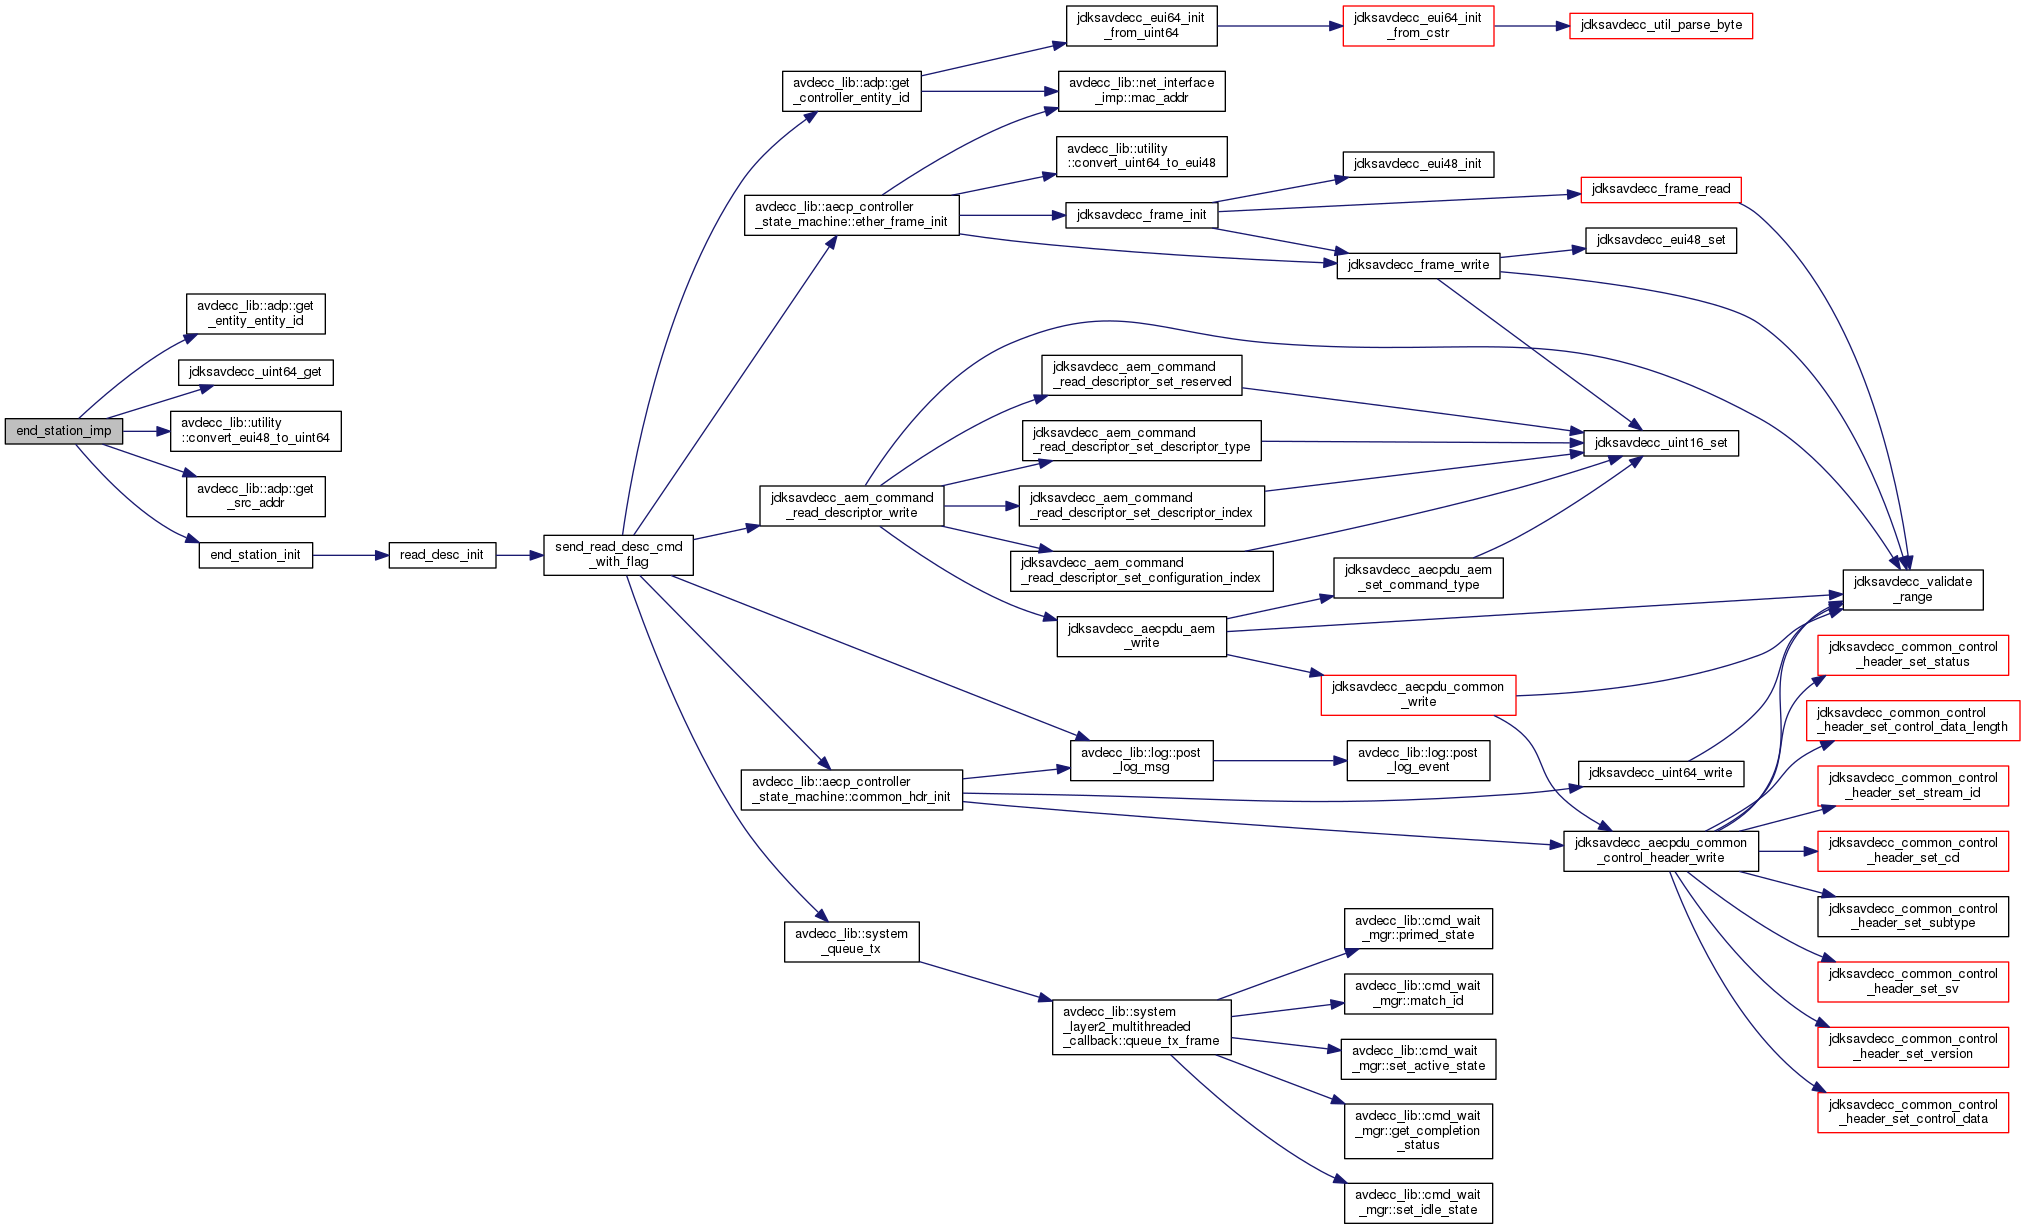 end_station_imp
avdecc_lib::adp::get
_entity_entity_id
jdksavdecc_uint64_get
avdecc_lib::utility
::convert_eui48_to_uint64
avdecc_lib::adp::get
_src_addr
end_station_init
read_desc_init
send_read_desc_cmd
_with_flag
avdecc_lib::adp::get
_controller_entity_id
avdecc_lib::aecp_controller
_state_machine::ether_frame_init
jdksavdecc_aem_command
_read_descriptor_write
avdecc_lib::aecp_controller
_state_machine::common_hdr_init
avdecc_lib::system
_queue_tx
jdksavdecc_eui64_init
_from_uint64
avdecc_lib::net_interface
_imp::mac_addr
avdecc_lib::utility
::convert_uint64_to_eui48
jdksavdecc_frame_init
jdksavdecc_aem_command
_read_descriptor_set_reserved
jdksavdecc_aem_command
_read_descriptor_set_descriptor_type
jdksavdecc_aem_command
_read_descriptor_set_descriptor_index
jdksavdecc_aem_command
_read_descriptor_set_configuration_index
jdksavdecc_aecpdu_aem
_write
avdecc_lib::log::post
_log_msg
avdecc_lib::system
_layer2_multithreaded
_callback::queue_tx_frame
jdksavdecc_eui64_init
_from_cstr
jdksavdecc_eui48_init
jdksavdecc_frame_write
jdksavdecc_aecpdu_aem
_set_command_type
jdksavdecc_aecpdu_common
_write
avdecc_lib::log::post
_log_event
avdecc_lib::cmd_wait
_mgr::primed_state
avdecc_lib::cmd_wait
_mgr::match_id
avdecc_lib::cmd_wait
_mgr::set_active_state
avdecc_lib::cmd_wait
_mgr::get_completion
_status
avdecc_lib::cmd_wait
_mgr::set_idle_state
jdksavdecc_util_parse_byte
jdksavdecc_frame_read
jdksavdecc_eui48_set
jdksavdecc_uint16_set
jdksavdecc_uint64_write
jdksavdecc_aecpdu_common
_control_header_write
jdksavdecc_validate
_range
jdksavdecc_common_control
_header_set_status
jdksavdecc_common_control
_header_set_control_data_length
jdksavdecc_common_control
_header_set_stream_id
jdksavdecc_common_control
_header_set_cd
jdksavdecc_common_control
_header_set_subtype
jdksavdecc_common_control
_header_set_sv
jdksavdecc_common_control
_header_set_version
jdksavdecc_common_control
_header_set_control_data